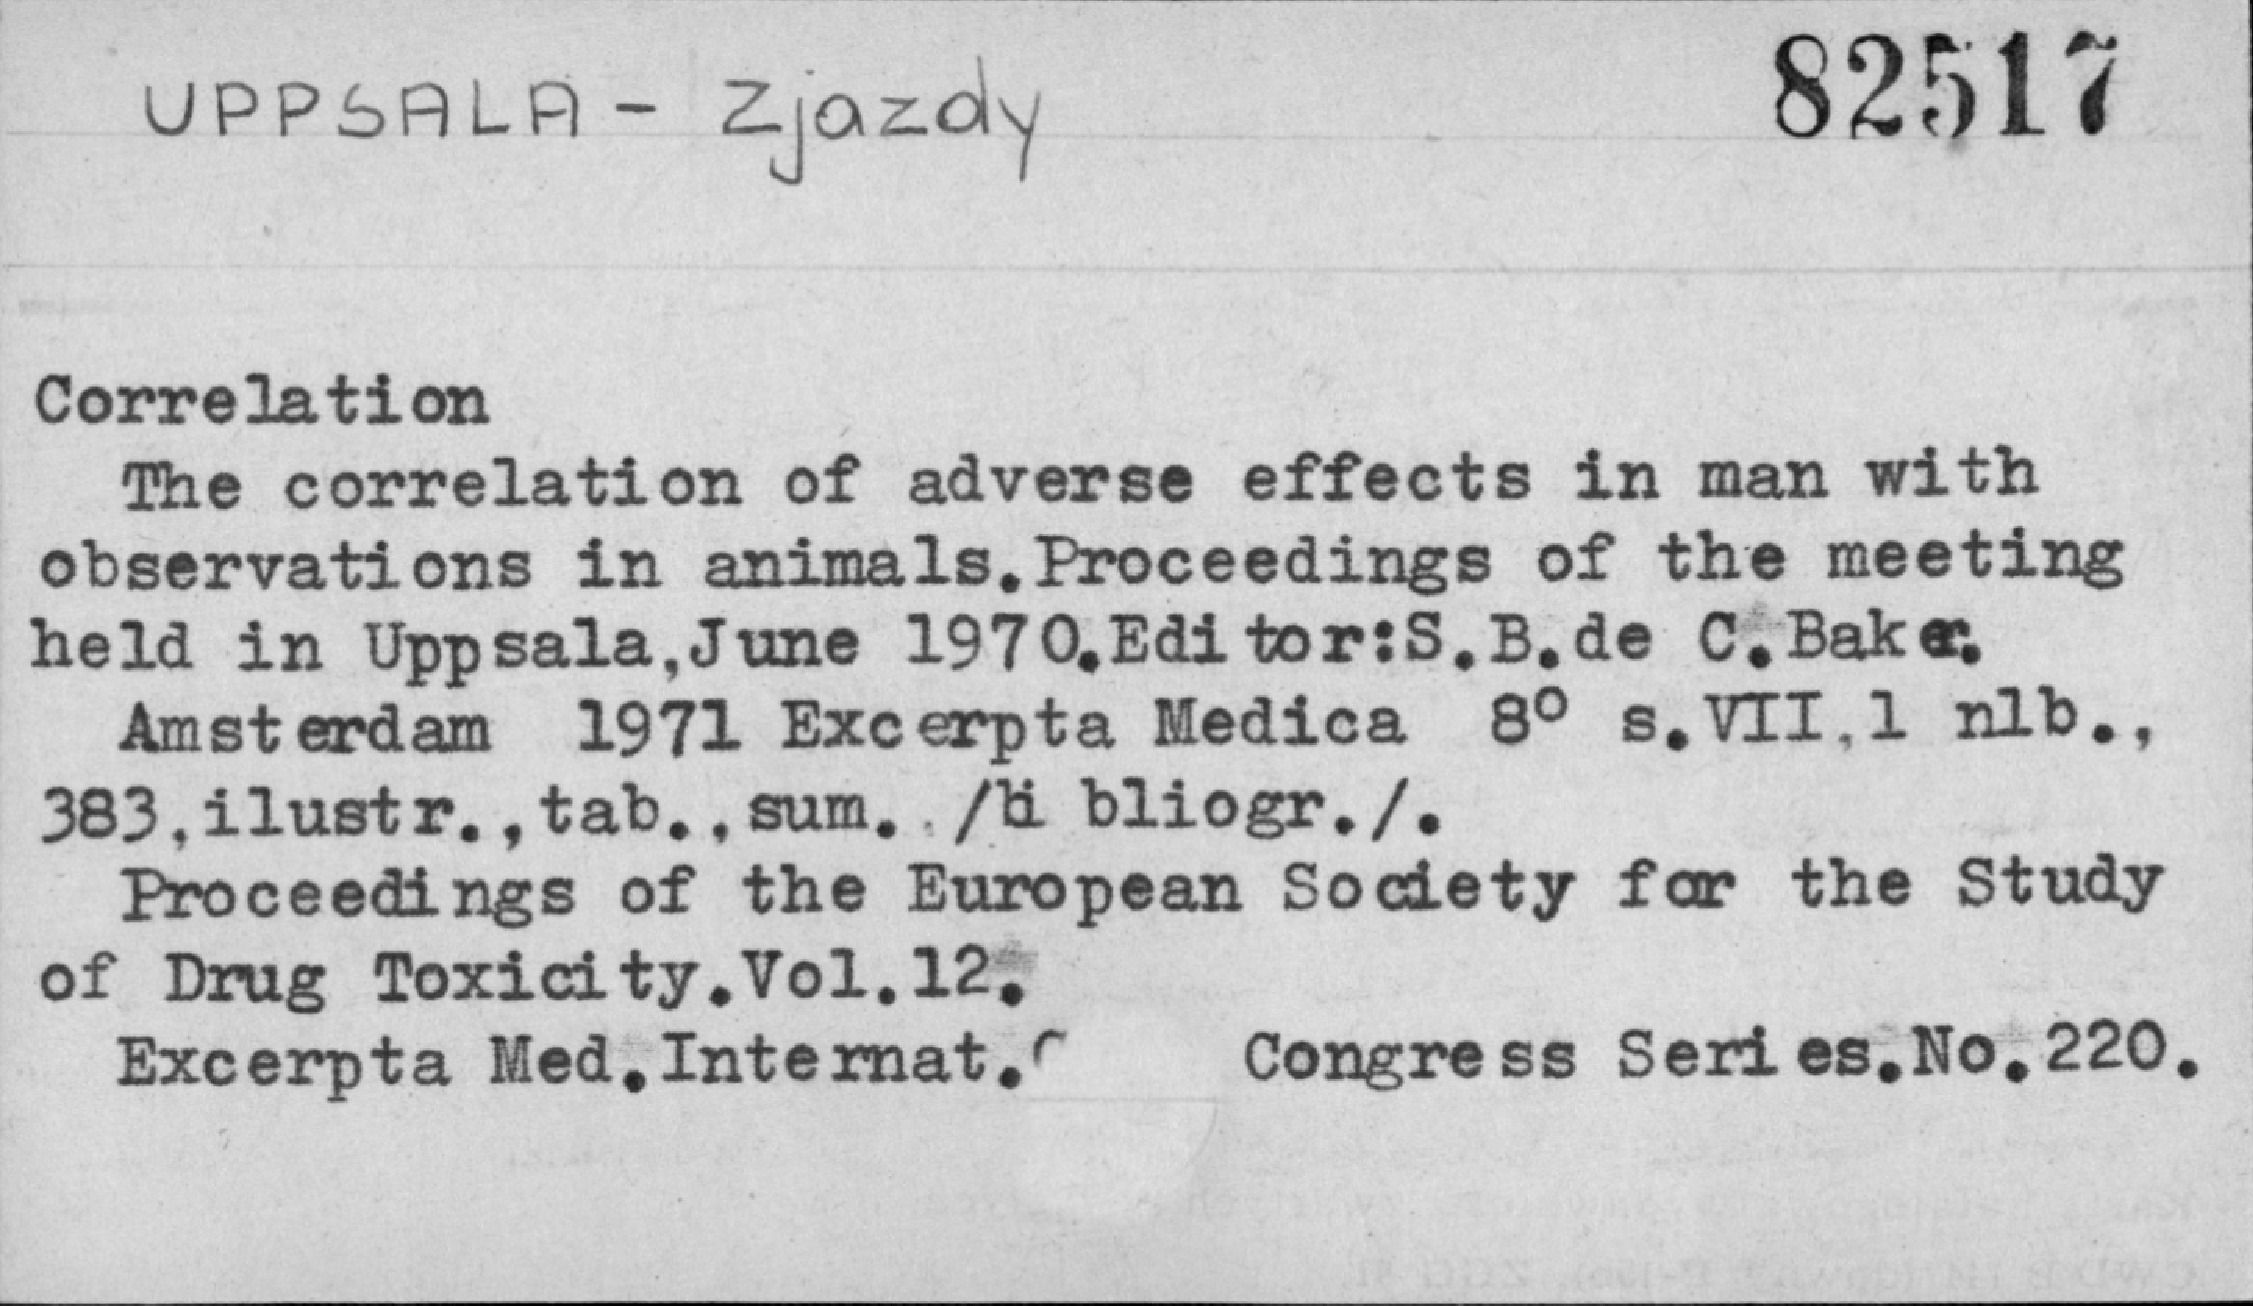 UPPSALA - Zjazdy 82517
Correlation
The correlation of adverse effects in man with
observations in animals.Proceedings of the meeting
held in Uppsala,June 1970.Editor:S.B.de C.Baker.
Amsterdam 1971 Excerpta Medica 8° s.VII,1 nlb.,
383,ilustr.,tab.,sum. /bibliogr./.
Proceedings of the European Society for the Study
of Drug Toxicity.Vol.12.
Excerpta Med.Internat. Congress Series.No.220.